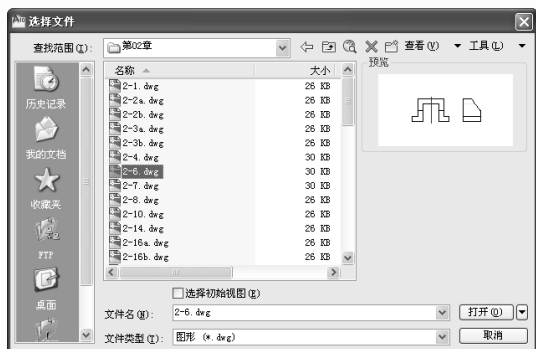 选择文件
查找范围(I): 第02章 查看(V) 工具(L)
名称 大小 预览
2-1.dwg 26 KB
2-2a.dwg 26 KB
2-2b.dwg 26 KB
2-3a.dwg 26 KB
2-3b.dwg 26 KB
2-4.dwg 30 KB
2-6.dwg 30 KB
2-7.dwg 30 KB
2-8.dwg 26 KB
2-10.dwg 26 KB
2-14.dwg 26 KB
2-16a.dwg 26 KB
2-16b.dwg 26 KB
历史记录
我的文档
收藏夹
FTP
桌面
选择初始视图(E)
文件名(N): 2-6.dwg 打开(O)
文件类型(T): 图形 (*.dwg) 取消